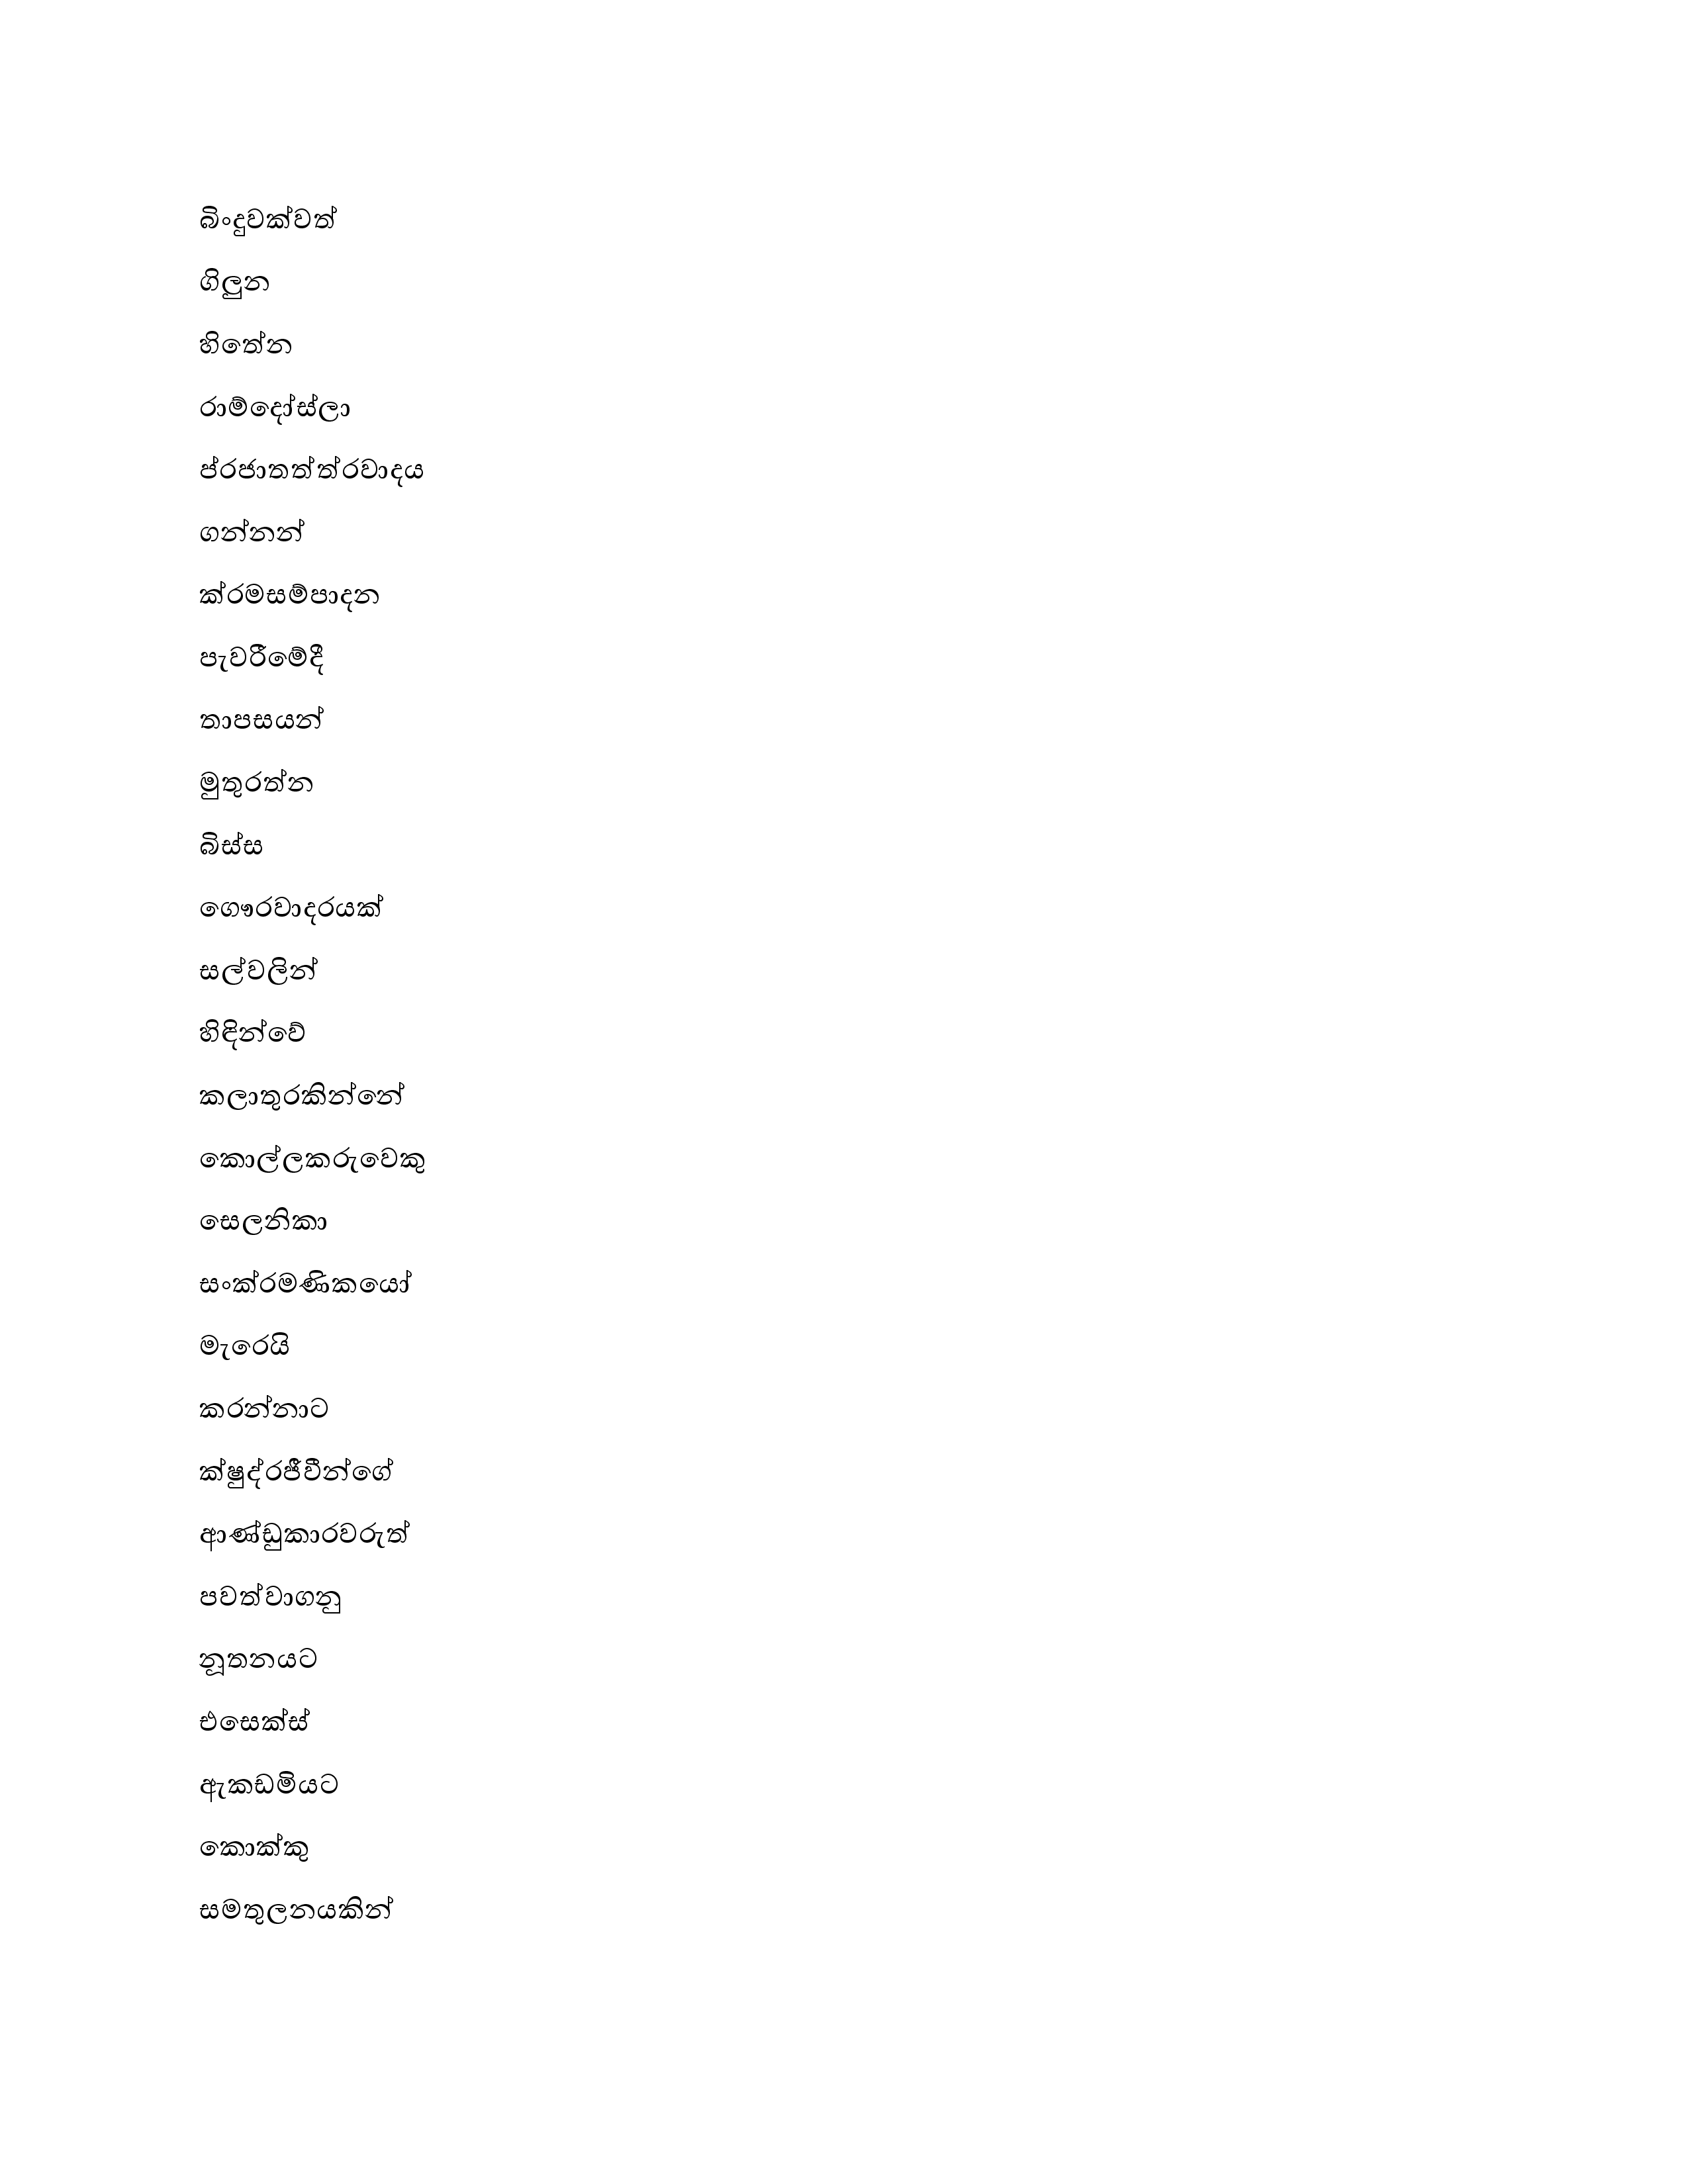 බිංදුවක්වත්
ගිලුන
හිතේන
රාම්දෝස්ලා
ප්රජාතත්ත්රවාදය
ගන්නන්
ක්රමසම්පාදන
පැවරීමේදී
තාපසයන්
මුතුරත්න
බිස්ස
ගෞරවාදරයක්
සල්වලින්
හිඳින්වේ
කලාතුරකින්නේ
කොල්ලකරුවෙකු
සෙලනිකා
සංක්රමණිකයෝ
මැරෙයි
කරන්නාට
ක්ෂුද්රජීවීන්ගේ
ආණ්ඩුකාරවරුත්
පවත්වාගනු
නූතනයට
එසෙක්ස්
ඇකඩමියට
කොක්කු
සමතුලනයකින්